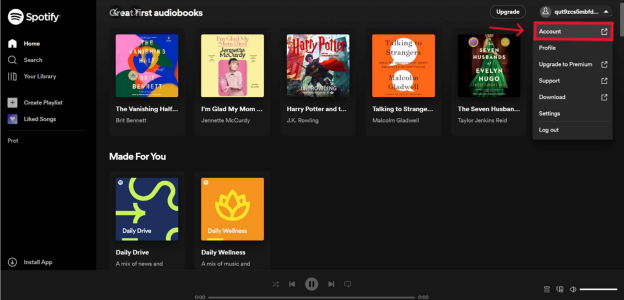 Spotify
Great first audiobooks
Upgrade
qut9zcs5mbfd...
Home
Search
Your Library
Create Playlist
Liked Songs
Prot
Install App
Account
Profile
Upgrade to Premium
Support
Download
Settings
Log out
THE VANISHING HALF
BRIT BENNETT
I'm Glad My Mom Died
Jennette McCurdy
Harry Potter
J.K. ROWLING
Talking to Strangers
Malcolm Gladwell
SEVEN HUSBANDS
EVELYN HUGO
The Vanishing Half...
Brit Bennett
I'm Glad My Mom ...
Jennette McCurdy
Harry Potter and t...
J.K. Rowling
Talking to Strange...
Malcolm Gladwell
The Seven Husban...
Taylor Jenkins Reid
Made For You
Daily Drive
Daily Wellness
Daily Drive
A mix of news and
Daily Wellness
A mix of music and
0:00
0:00